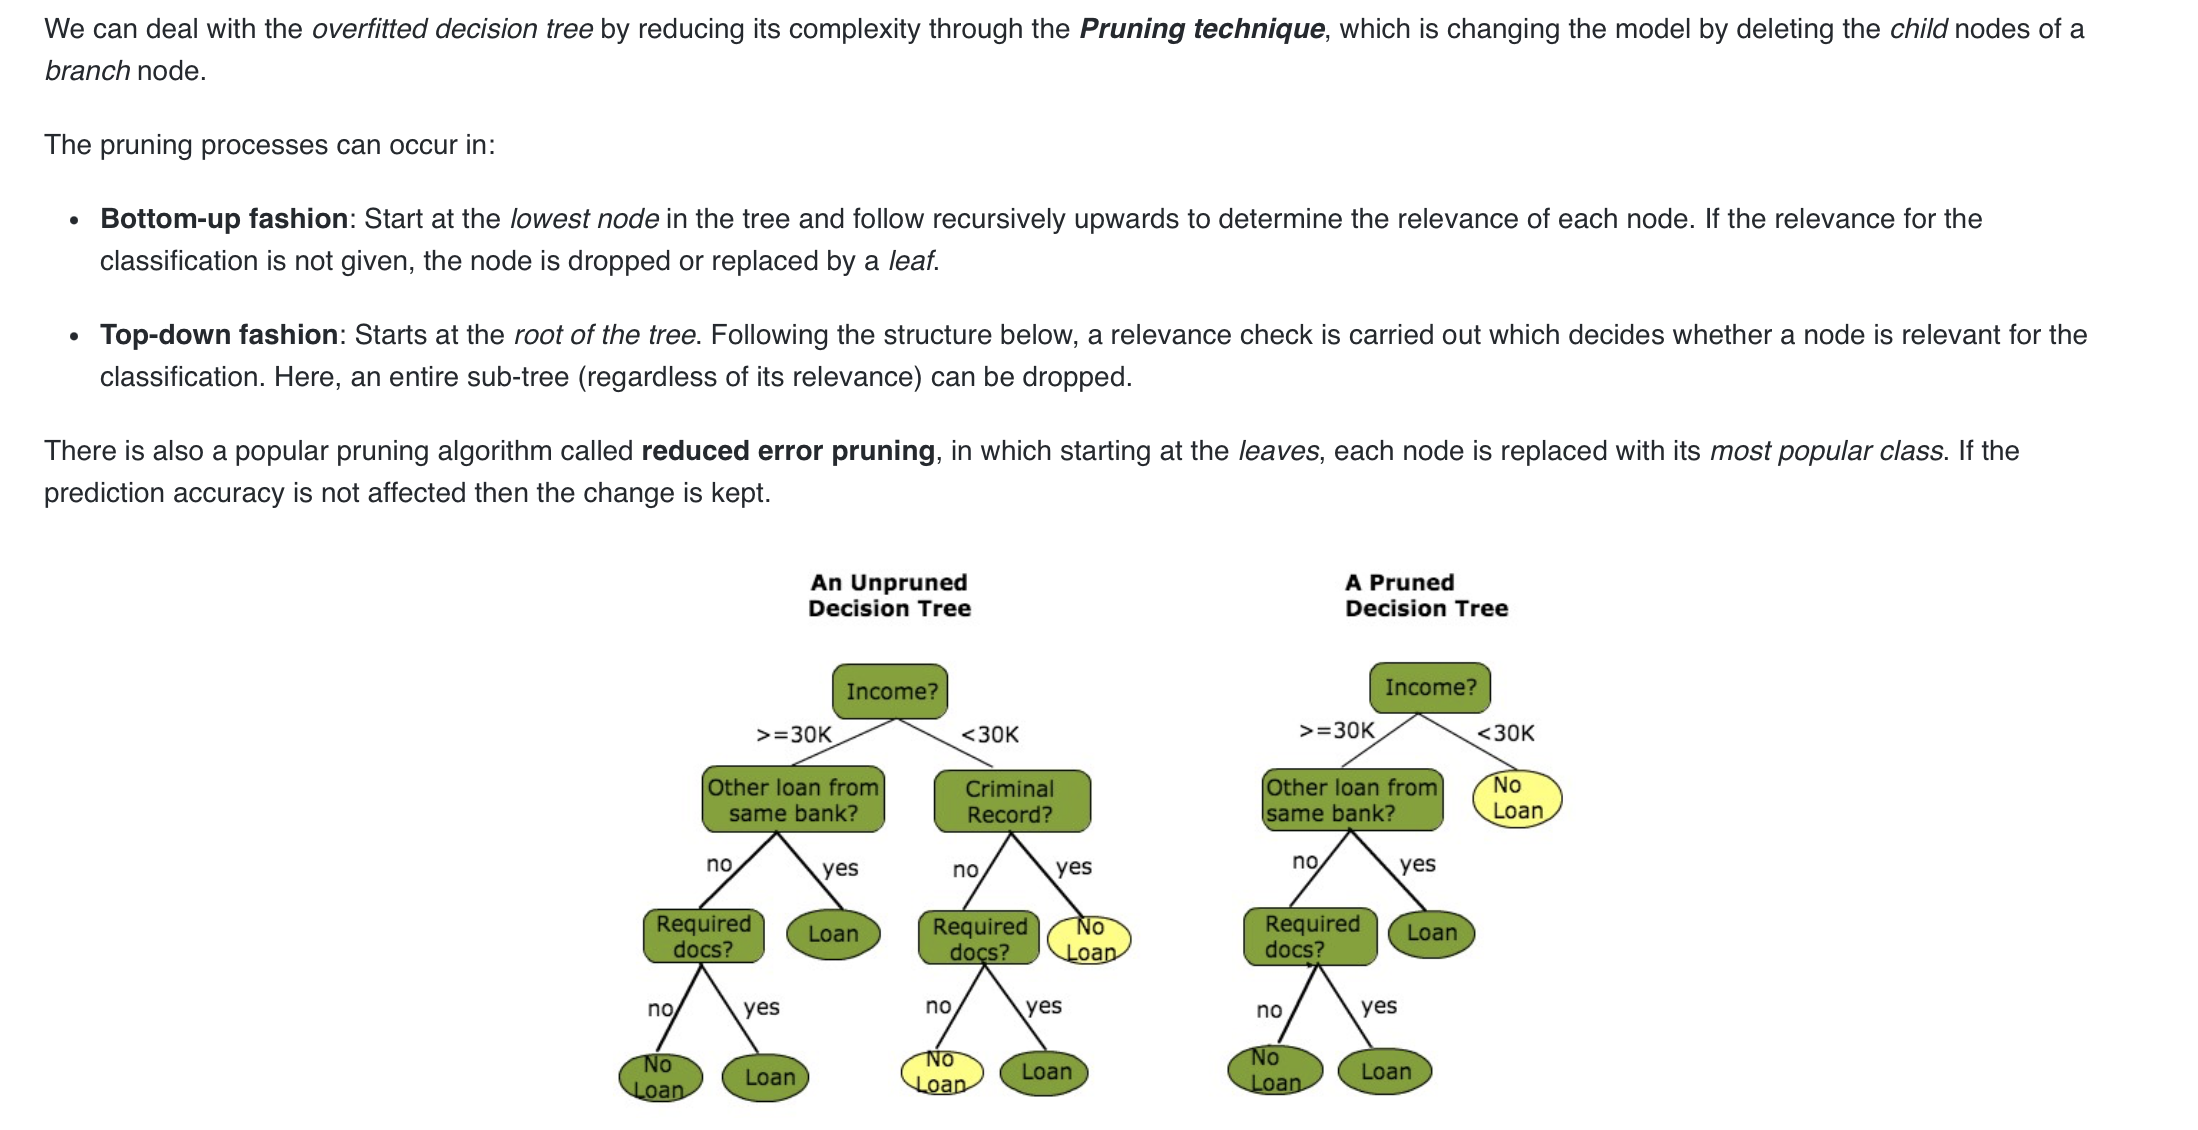 We can deal with the overfitted decision tree by reducing its complexity through the Pruning technique, which is changing the model by deleting the child nodes of a
branch node.
The pruning processes can occur in:
• Bottom-up fashion: Start at the lowest node in the tree and follow recursively upwards to determine the relevance of each node. If the relevance for the
classification is not given, the node is dropped or replaced by a leaf.
• Top-down fashion: Starts at the root of the tree. Following the structure below, a relevance check is carried out which decides whether a node is relevant for the
classification. Here, an entire sub-tree (regardless of its relevance) can be dropped.
There is also a popular pruning algorithm called reduced error pruning, in which starting at the leaves, each node is replaced with its most popular class. If the
prediction accuracy is not affected then the change is kept.
An Unpruned
Decision Tree
Income?
>=30K
<30K
Other loan from
same bank?
Criminal
Record?
no
yes
no
yes
Required
docs?
Loan
Required
docs?
No
Loan
no
yes
no
yes
No
Loan
Loan
No
Loan
Loan
A Pruned
Decision Tree
Income?
>=30K
<30K
Other loan from
same bank?
No
Loan
no
yes
Required
docs?
Loan
no
yes
No
Loan
Loan